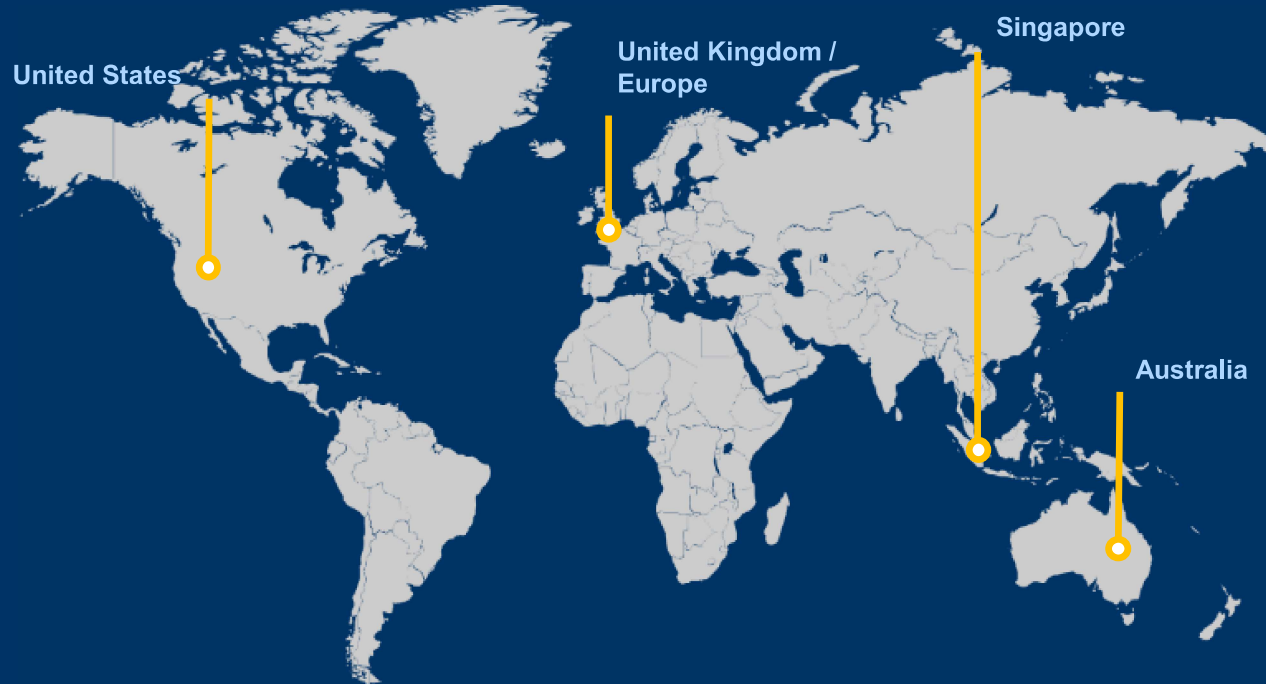 Singapore
United Kingdom /
Europe
United States
Australia